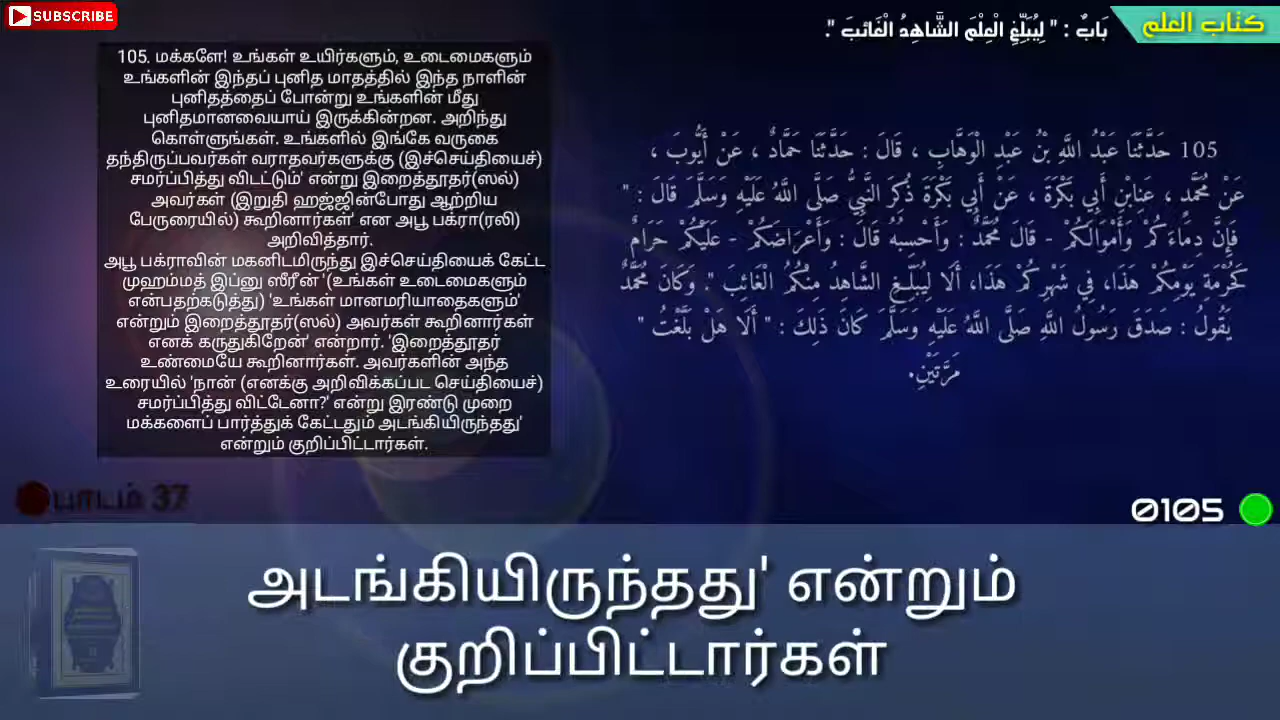 SUBSCRIBE
بَابٌ : " لِيُبَلِّغِ الْعِلْمَ الشَّاهِدُ الْغَائِبَ ".
كتاب العلم
105. மக்களே! உங்கள் உயிர்களும், உடைமைகளும்
உங்களின் இந்தப் புனித மாதத்தில் இந்த நாளின்
புனிதத்தைப் போன்று உங்களின் மீது
புனிதமானவையாய் இருக்கின்றன. அறிந்து
கொள்ளுங்கள். உங்களில் இங்கே வருகை
தந்திருப்பவர்கள் வராதவர்களுக்கு (இச்செய்தியைச்)
சமர்ப்பித்து விடட்டும்' என்று இறைத்தூதர்(ஸல்)
அவர்கள் (இறுதி ஹஜ்ஜின்போது ஆற்றிய
பேருரையில்) கூறினார்கள்' என அபூ பக்ரா(ரலி)
அறிவித்தார்.
அபூ பக்ராவின் மகனிடமிருந்து இச்செய்தியைக் கேட்ட
முஹம்மத் இப்னு ஸீரீன்' '(உங்கள் உடைமைகளும்
என்பதற்கடுத்து) 'உங்கள் மானமரியாதைகளும்'
என்றும் இறைத்தூதர்(ஸல்) அவர்கள் கூறினார்கள்
எனக் கருதுகிறேன்' என்றார். 'இறைத்தூதர்
உண்மையே கூறினார்கள். அவர்களின் அந்த
உரையில் 'நான் (எனக்கு அறிவிக்கப்பட செய்தியைச்)
சமர்ப்பித்து விட்டேனா?' என்று இரண்டு முறை
மக்களைப் பார்த்துக் கேட்டதும் அடங்கியிருந்தது'
என்றும் குறிப்பிட்டார்கள்.
105 حَدَّثَنَا عَبْدُ اللَّهِ بْنُ عَبْدِ الْوَهَّابِ ، قَالَ : حَدَّثَنَا حَمَّادٌ ، عَنْ أَيُّوبَ ،
عَنْ مُحَمَّدٍ ، عَنِابْنِ أَبِي بَكْرَةَ ، عَنْ أَبِي بَكْرَةَ ذُكِرَ النَّبِيُّ صَلَّى اللَّهُ عَلَيْهِ وَسَلَّمَ قَالَ : "
فَإِنَّ دِمَاءَكُمْ وَأَمْوَالَكُمْ - قَالَ مُحَمَّدٌ : وَأَحْسِبُهُ قَالَ : وَأَعْرَاضَكُمْ - عَلَيْكُمْ حَرَامٌ
كَحُرْمَةِ يَوْمِكُمْ هَذَا، فِي شَهْرِكُمْ هَذَا، أَلَا لِيُبَلِّغِ الشَّاهِدُ مِنْكُمُ الْغَائِبَ ". وَكَانَ مُحَمَّدٌ
يَقُولُ : صَدَقَ رَسُولُ اللَّهِ صَلَّى اللَّهُ عَلَيْهِ وَسَلَّمَ كَانَ ذَلِكَ : " أَلَا هَلْ بَلَّغْتُ "
مَرَّتَيْنِ.
பாடம் 37
0105
அடங்கியிருந்தது' என்றும்
குறிப்பிட்டார்கள்